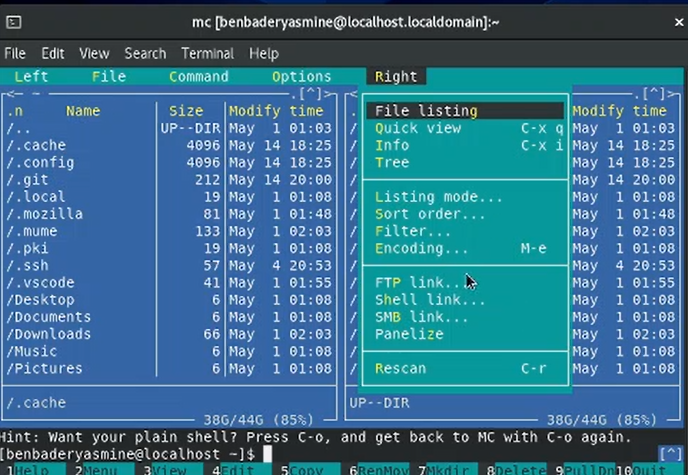 mc [benbaderyasmine@localhost.localdomain]:~
File Edit View Search Terminal Help
Left File Command Options Right
<─ ~ .[^]> .[^]>
.n Name Size Modify time File listing Modify time
/.. UP--DIR May 1 01:03 Quick view C-x q May 1 01:03
/.cache 4096 May 14 18:25 Info C-x i May 14 18:25
/.config 4096 May 14 18:25 Tree May 14 18:25
/.git 212 May 14 20:00 May 14 20:00
/.local 19 May 1 01:08 Listing mode... May 1 01:08
/.mozilla 81 May 1 01:48 Sort order... May 1 01:48
/.mume 133 May 1 02:03 Filter... May 1 02:03
/.pki 19 May 1 01:08 Encoding... M-e May 1 01:08
/.ssh 57 May 4 20:53 May 4 20:53
/.vscode 41 May 1 01:55 FTP link... May 1 01:55
/Desktop 6 May 1 01:08 Shell link... May 1 01:08
/Documents 6 May 1 01:08 SMB link... May 1 01:08
/Downloads 66 May 1 02:03 Panelize May 1 02:03
/Music 6 May 1 01:08 May 1 01:08
/Pictures 6 May 1 01:08 Rescan C-r May 1 01:08
/.cache UP--DIR
38G/44G (85%) 38G/44G (85%)
Hint: Want your plain shell? Press C-o, and get back to MC with C-o again.
[benbaderyasmine@localhost ~]$ [^]
1Help 2Menu 3View 4Edit 5Copy 6RenMov 7Mkdir 8Delete 9PullDn 10Quit